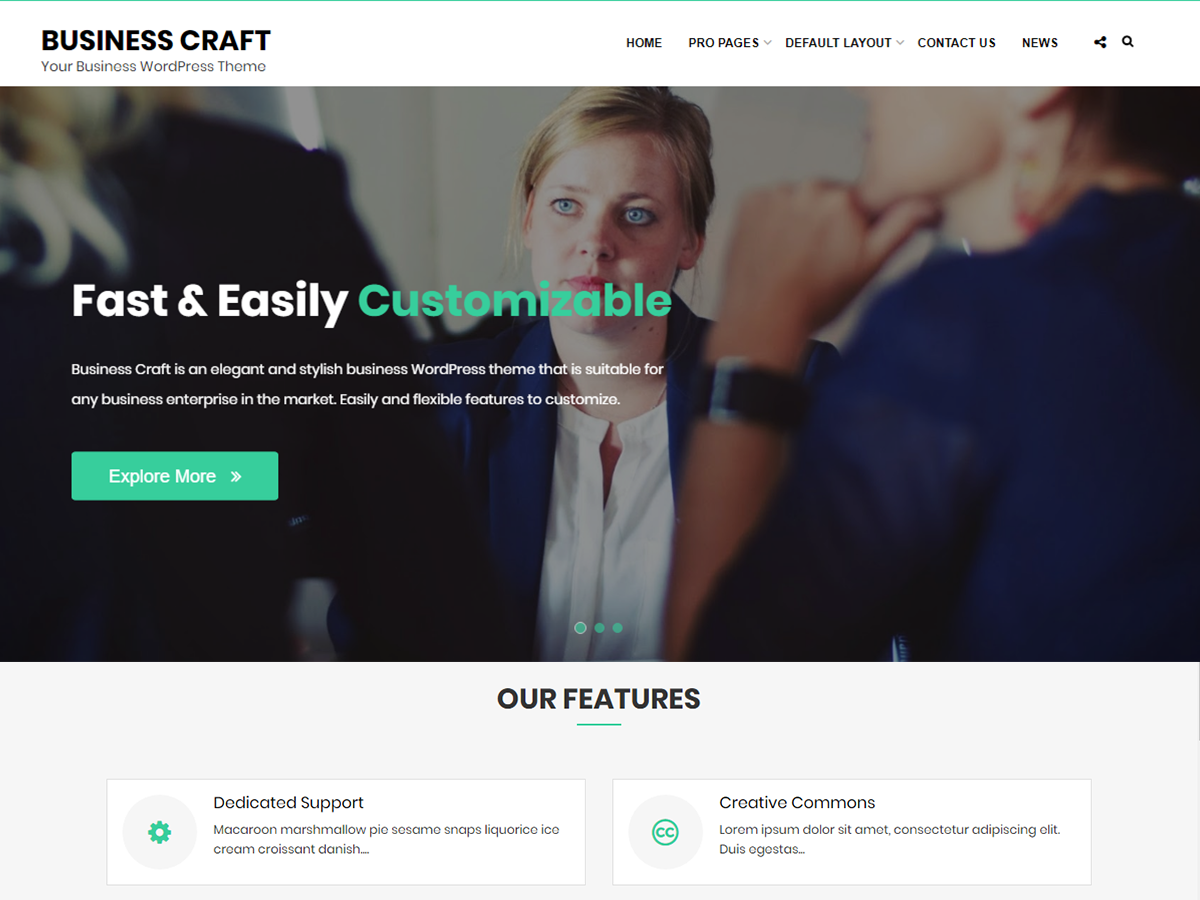 BUSINESS CRAFT
Your Business WordPress Theme
HOME PRO PAGES DEFAULT LAYOUT CONTACT US NEWS
Fast & Easily Customizable
Business Craft is an elegant and stylish business WordPress theme that is suitable for
any business enterprise in the market. Easily and flexible features to customize.
Explore More »
OUR FEATURES
Dedicated Support
Macaroon marshmallow pie sesame snaps liquorice ice
cream croissant danish....
cc
Creative Commons
Lorem ipsum dolor sit amet, consectetur adipiscing elit.
Duis egestas...